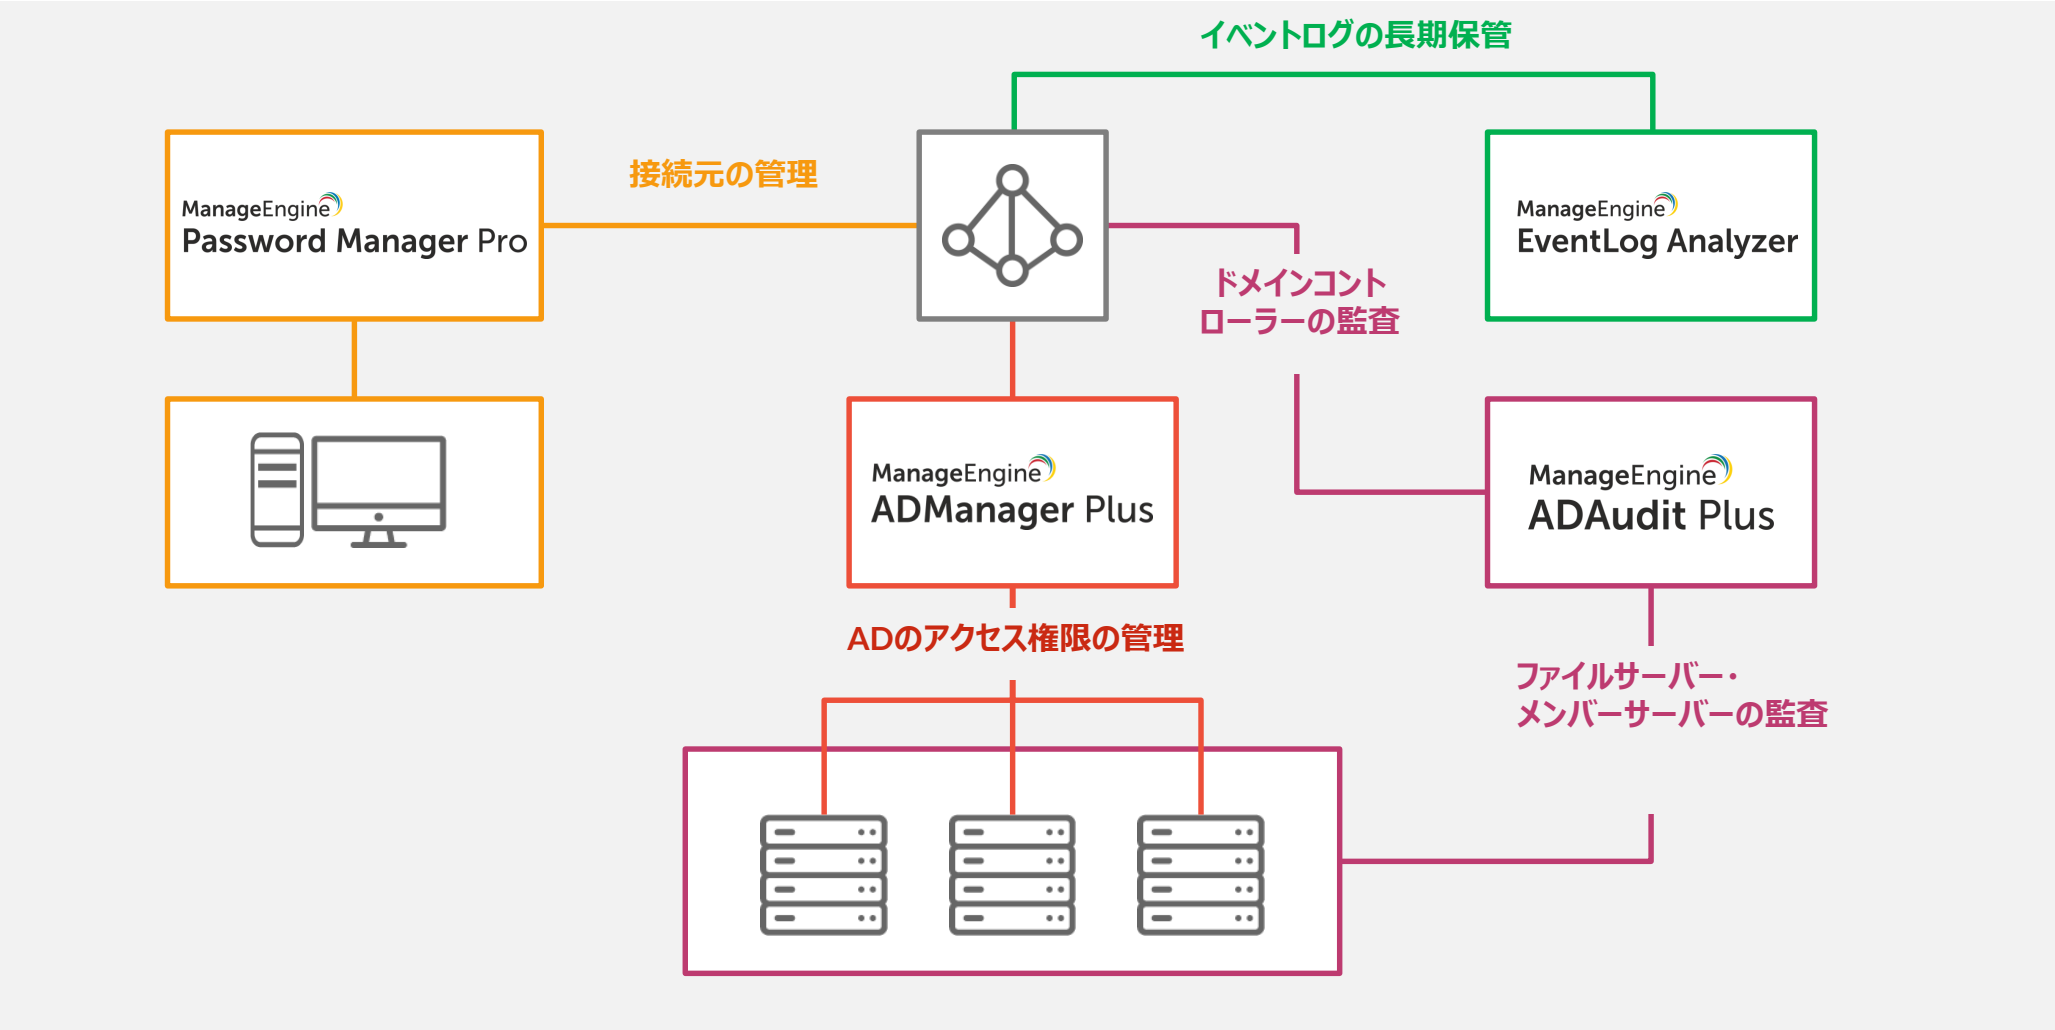 イベントログの長期保管
ManageEngine
Password Manager Pro
接続元の管理
ManageEngine
EventLog Analyzer
ドメインコント
ローラーの監査
ManageEngine
ADManager Plus
ManageEngine
ADAudit Plus
ADのアクセス権限の管理
ファイルサーバー・
メンバーサーバーの監査